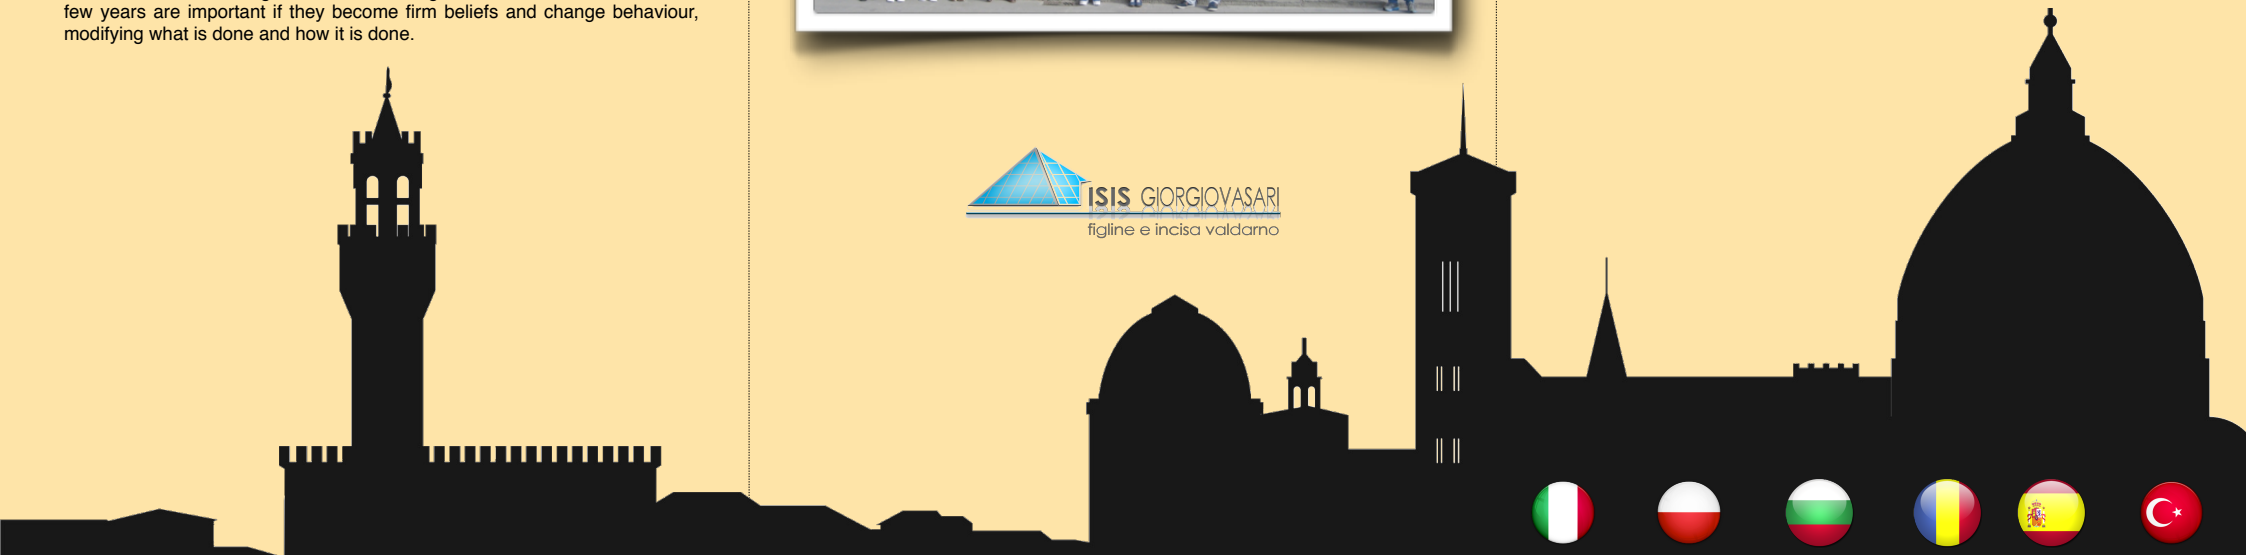 few years are important if they become firm beliefs and change behaviour,
modifying what is done and how it is done.
ISIS GIORGIOVASARI
figline e incisa valdarno